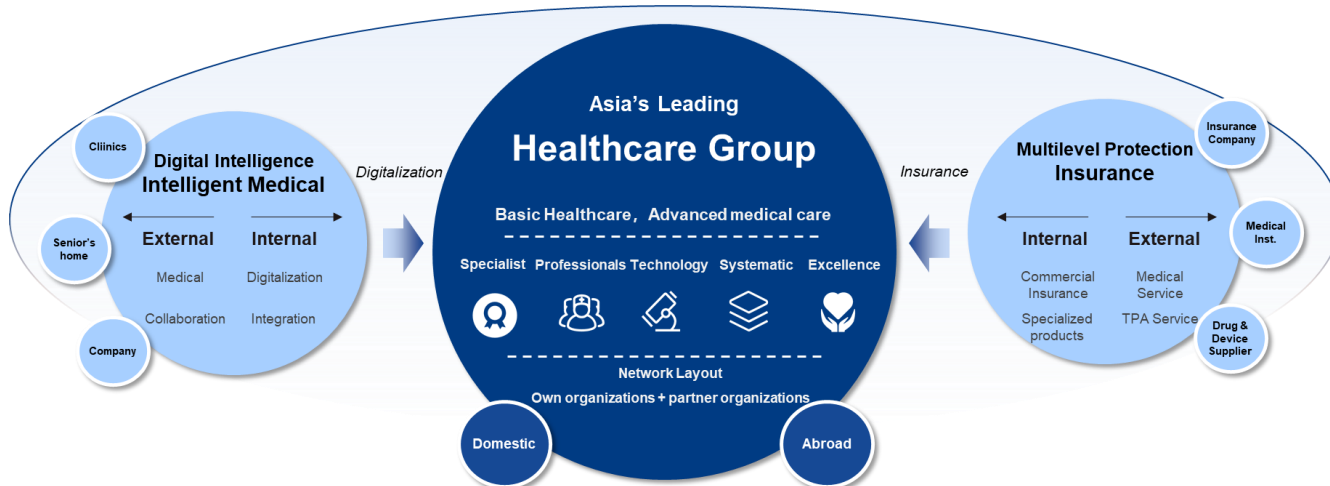 Asia's Leading
Healthcare Group
Basic Healthcare, Advanced medical care
Specialist Professionals Technology Systematic Excellence
Network Layout
Own organizations + partner organizations
Domestic
Abroad
Digitalization
Insurance
Cliinics
Senior's
home
Company
Digital Intelligence
Intelligent Medical
External Internal
Medical Digitalization
Collaboration Integration
Multilevel Protection
Insurance
Internal External
Commercial
Insurance
Medical
Service
Specialized
products
TPA Service
Insurance
Company
Medical
Inst.
Drug &
Device
Supplier